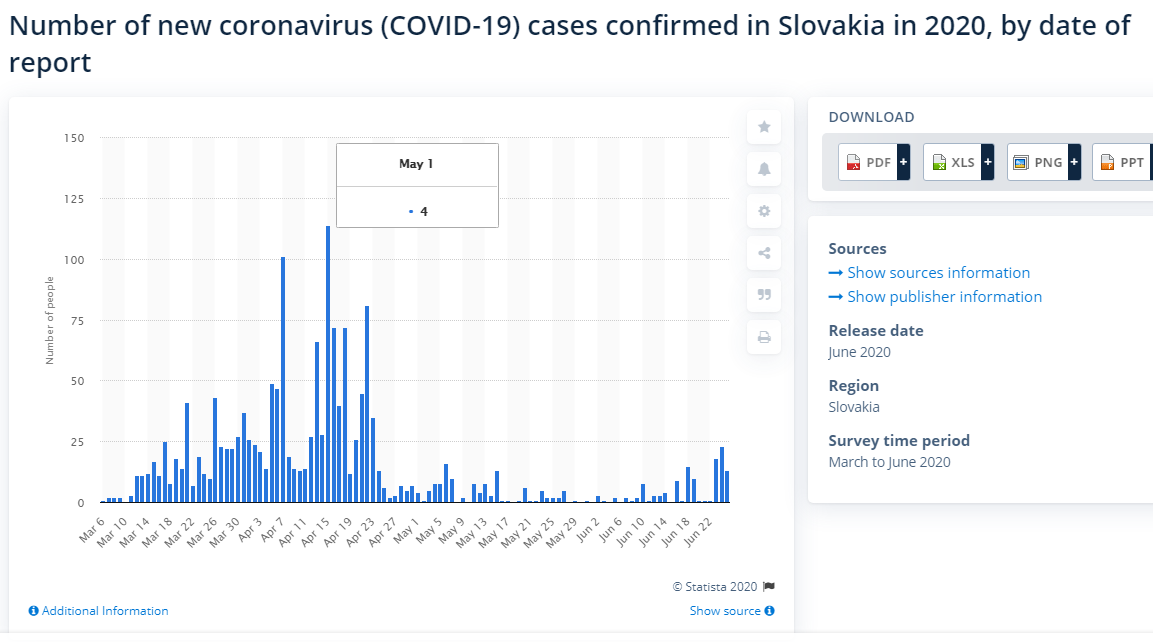 Number of new coronavirus (COVID-19) cases confirmed in Slovakia in 2020, by date of
report
150
125
100
75
50
25
0
Number of people
May 1
4
Mar 6
Mar 10
Mar 14
Mar 18
Mar 22
Mar 26
Mar 30
Apr 3
Apr 7
Apr 11
Apr 15
Apr 19
Apr 23
Apr 27
May 1
May 5
May 9
May 13
May 17
May 21
May 25
May 29
Jun 2
Jun 6
Jun 10
Jun 14
Jun 18
Jun 22
© Statista 2020
Additional Information
Show source
DOWNLOAD
PDF +
XLS +
PNG +
PPT
Sources
Show sources information
Show publisher information
Release date
June 2020
Region
Slovakia
Survey time period
March to June 2020